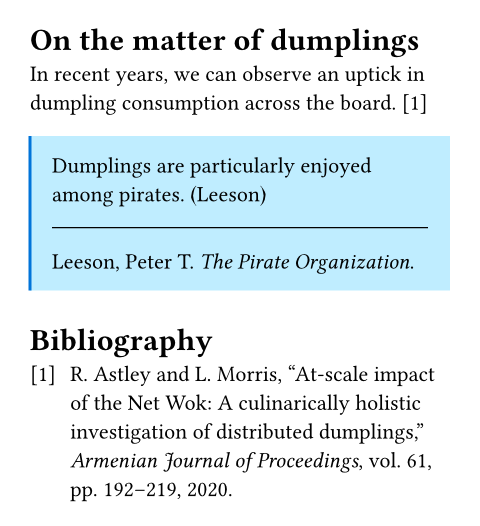 On the matter of dumplings
In recent years, we can observe an uptick in
dumpling consumption across the board. [1]
Dumplings are particularly enjoyed
among pirates. (Leeson)
Leeson, Peter T. The Pirate Organization.
Bibliography
[1] R. Astley and L. Morris, “At-scale impact
of the Net Wok: A culinarically holistic
investigation of distributed dumplings,”
Armenian Journal of Proceedings, vol. 61,
pp. 192–219, 2020.